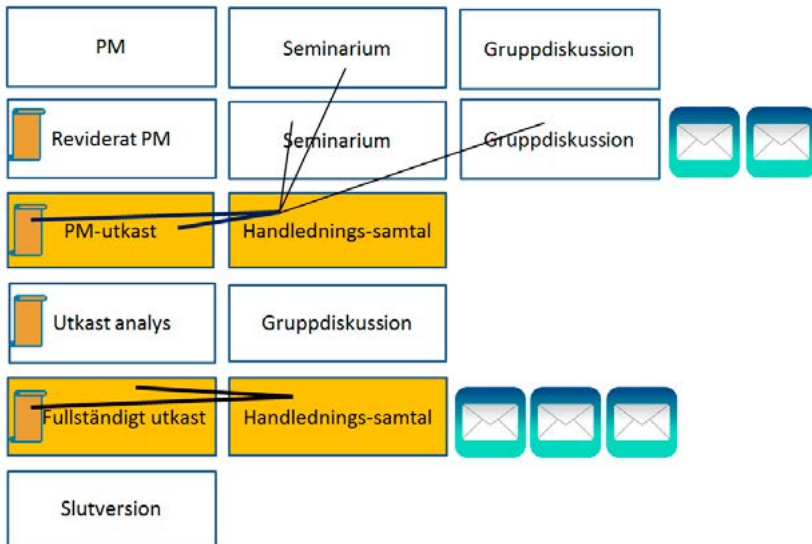 PM
Seminarium
Gruppdiskussion
Reviderat PM
Seminarium
Gruppdiskussion
PM-utkast
Handlednings-samtal
Utkast analys
Gruppdiskussion
Fullständigt utkast
Handlednings-samtal
Slutversion